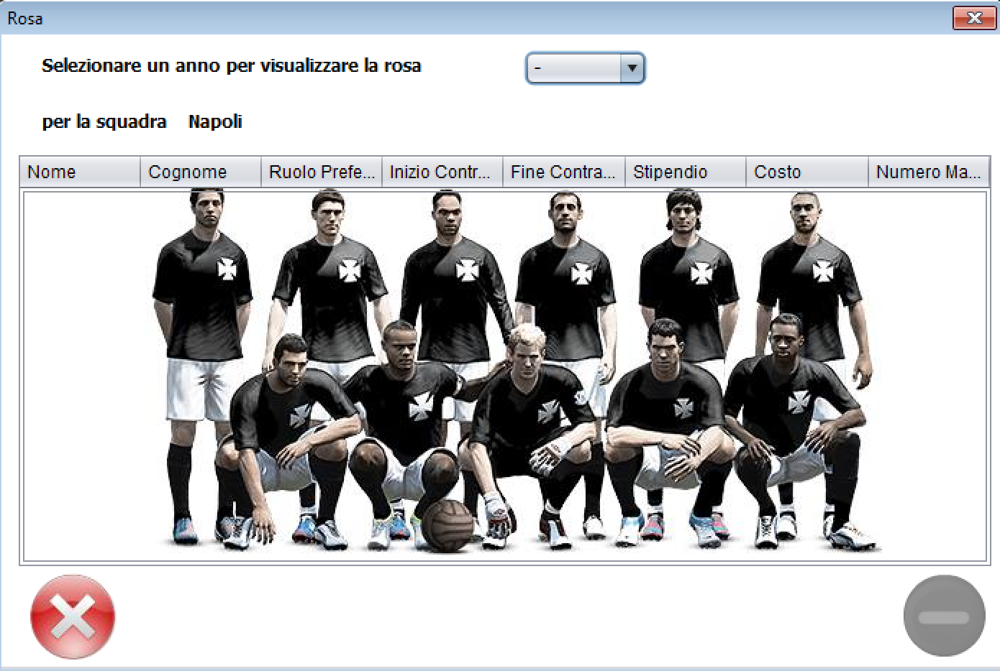 Rosa
Selezionare un anno per visualizzare la rosa -
per la squadra Napoli
Nome Cognome Ruolo Prefe... Inizio Contr... Fine Contra... Stipendio Costo Numero Ma...